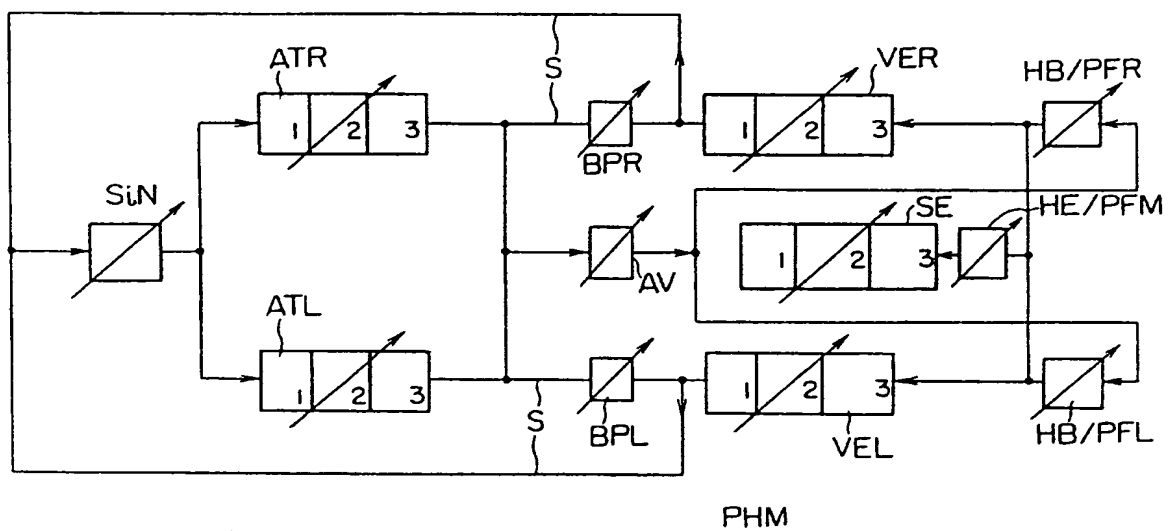 ATR
1 2 3
S
BPR
VER
1 2 3
HB/PFR
SiN
AV
SE
1 2 3
HE/PFM
ATL
1 2 3
S
BPL
1 2 3
VEL
HB/PFL
PHM